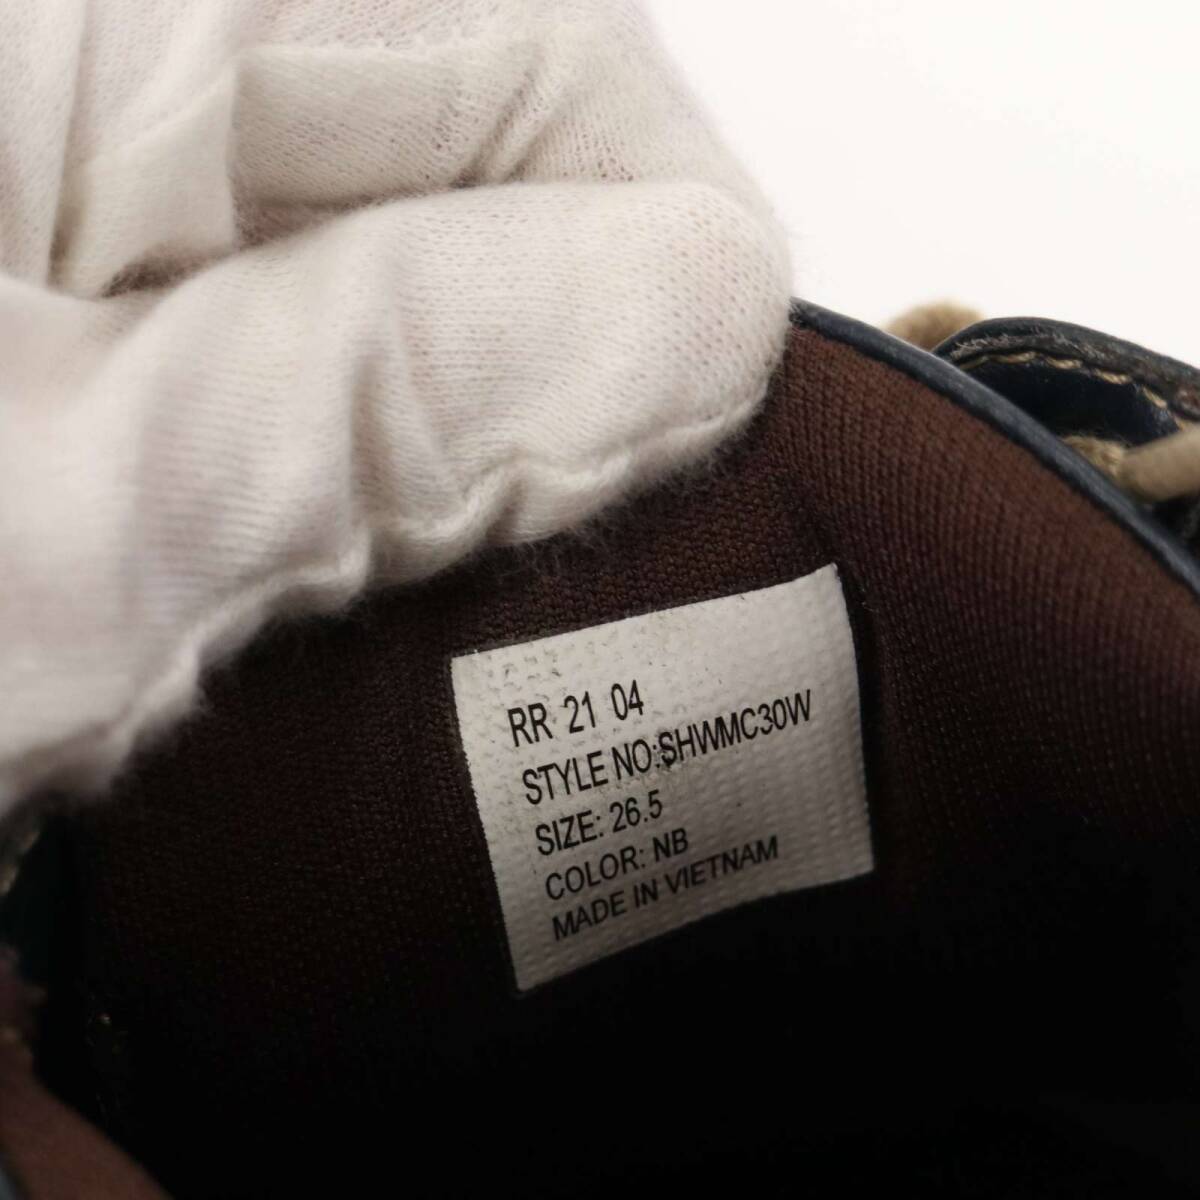 RR 21 04
STYLE NO:SHWMC30W
SIZE: 26.5
COLOR: NB
MADE IN VIETNAM